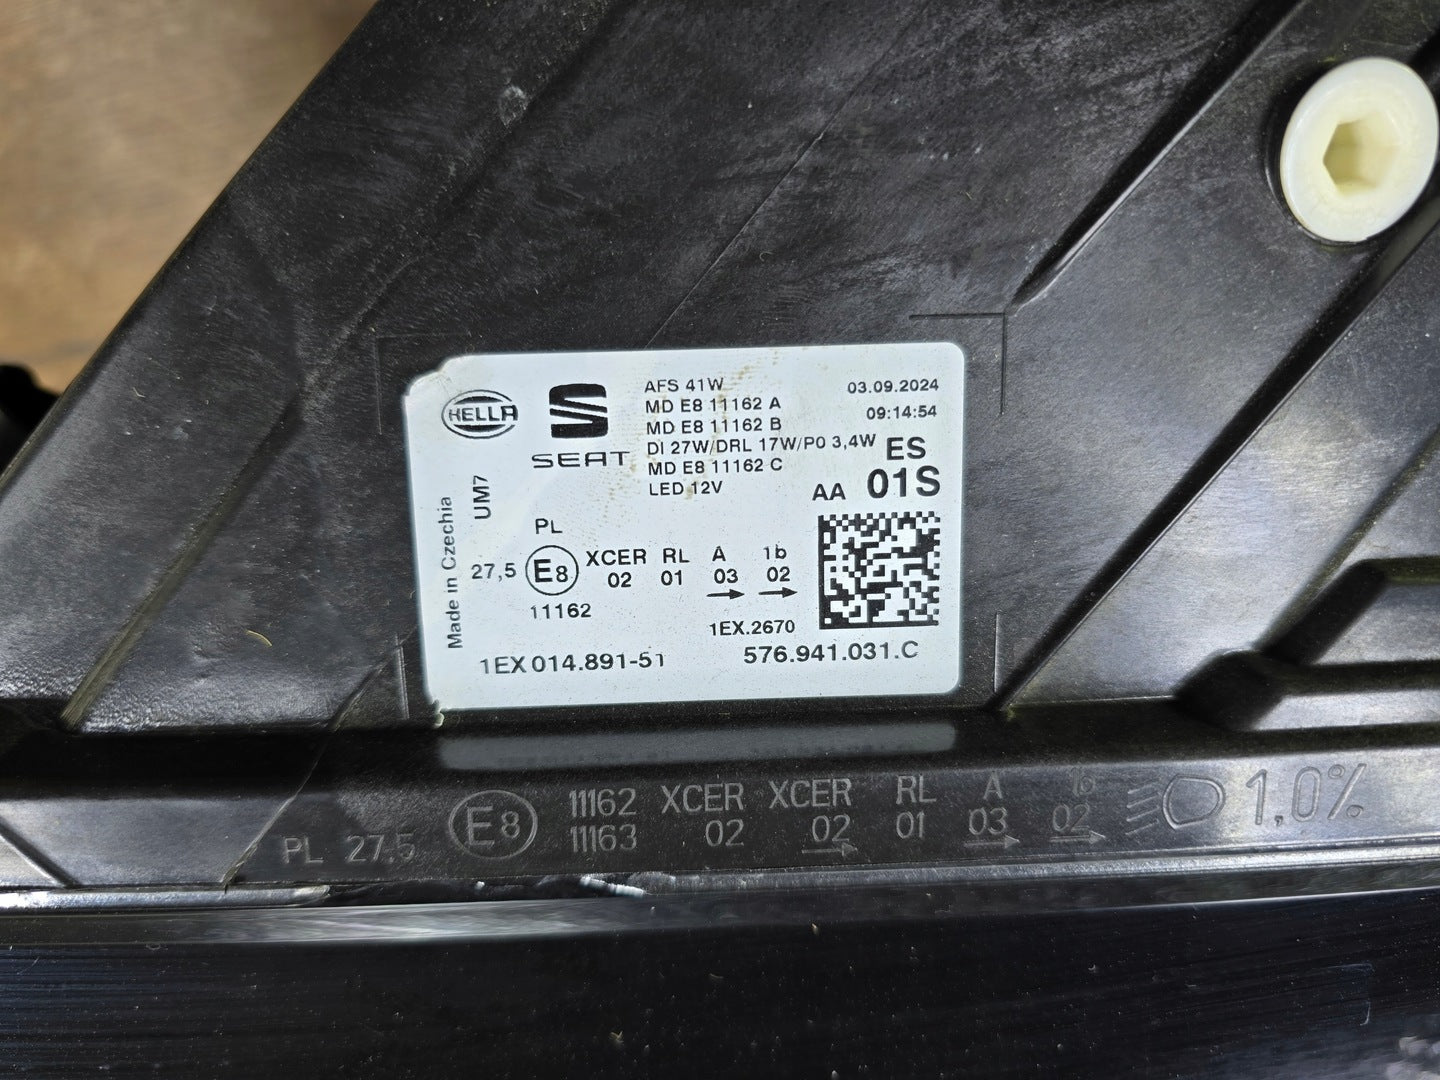 HELLA
SEAT
AFS 41W
MD E8 11162 A
MD E8 11162 B
DI 27W/DRL 17W/PO 3,4W
MD E8 11162 C
LED 12V
03.09.2024
09:14:54
ES
AA 01S
Made in Czechia
UM7
PL
27,5 E8 XCER RL A 1b
02 01 03 02
11162
1EX.2670
1EX 014.891-51
576.941.031.C
11162 XCER XCER RL A 1b
PL 27.5 E8 11163 02 02 01 03 02 1,0%